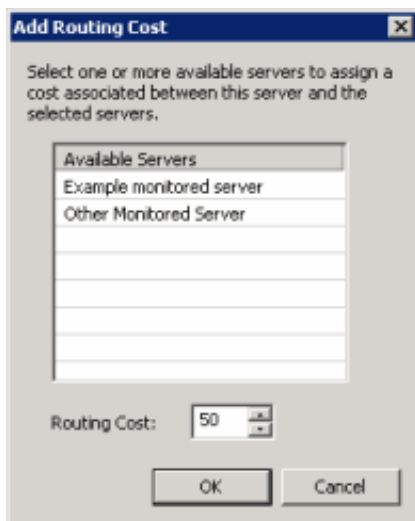 Add Routing Cost
Select one or more available servers to assign a
cost associated between this server and the
selected servers.
Available Servers
Example monitored server
Other Monitored Server
Routing Cost: 50
OK Cancel